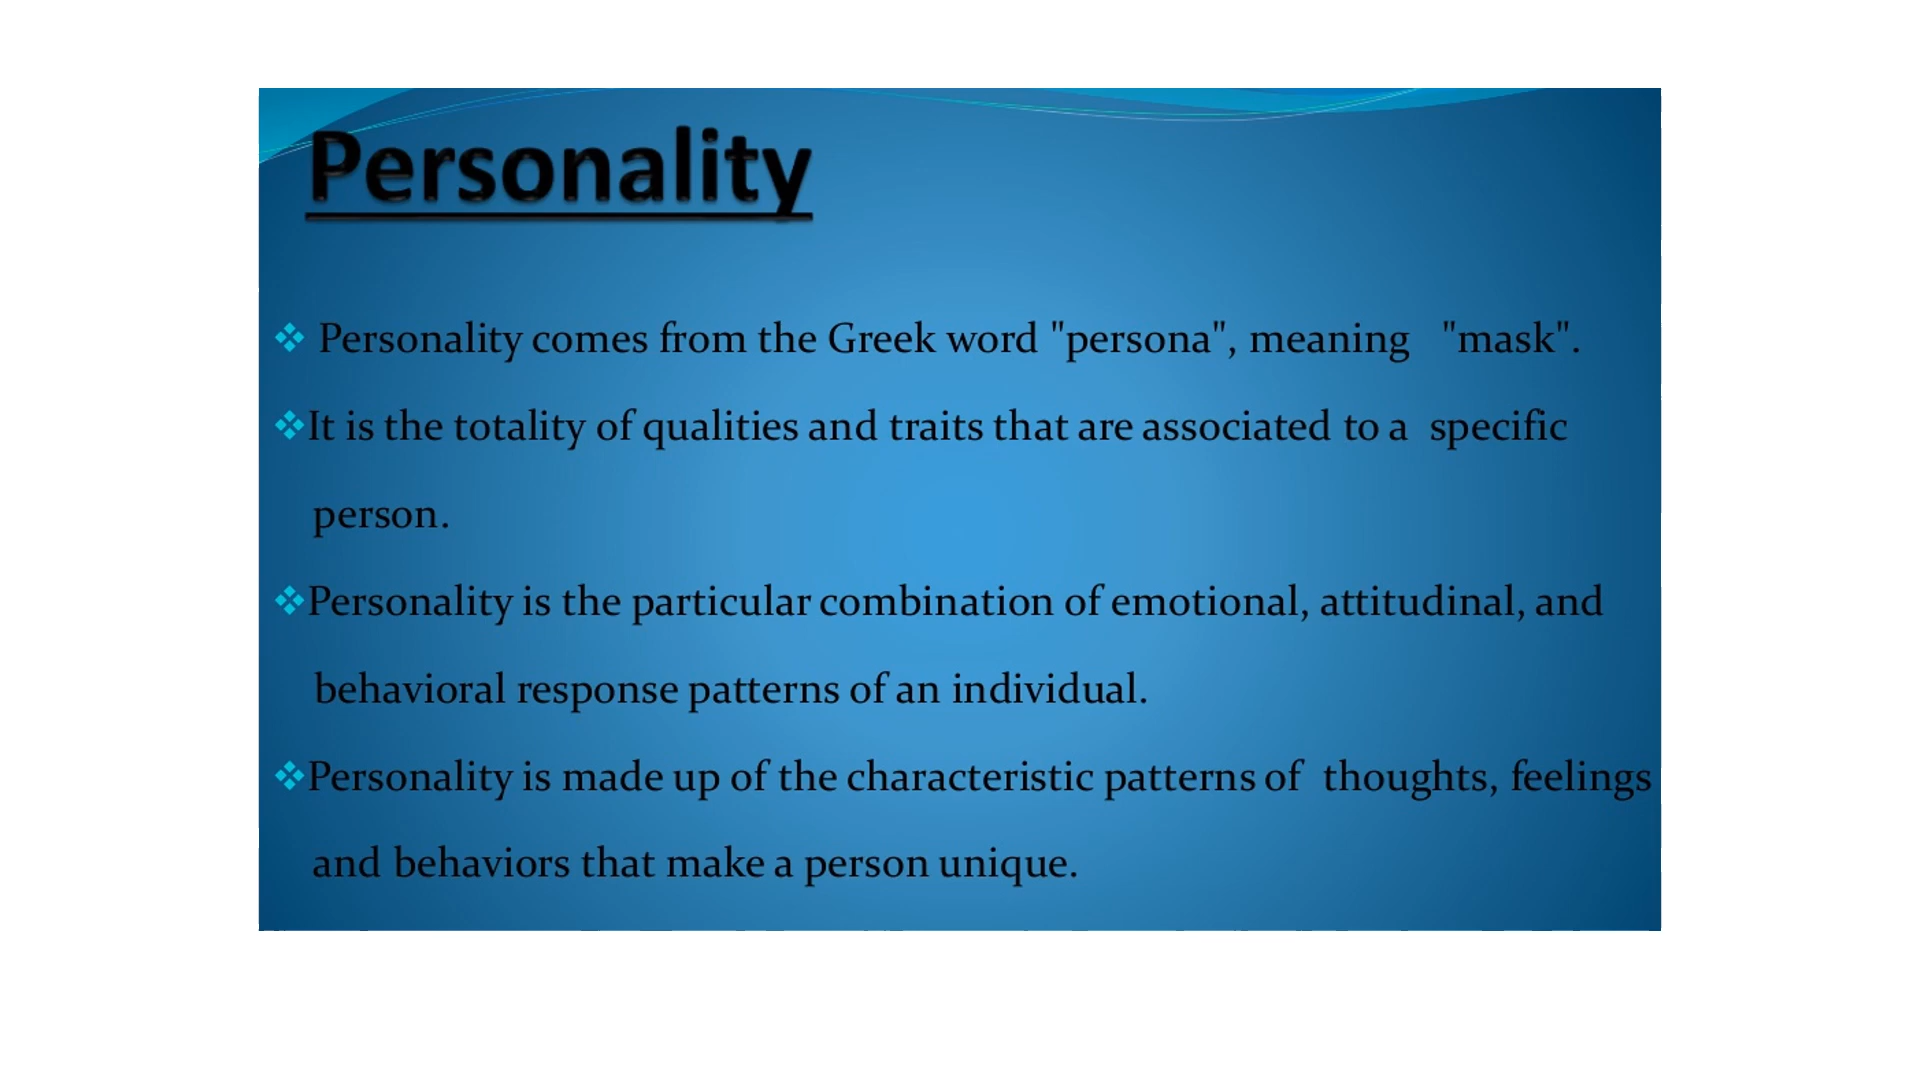 Personality
❖ Personality comes from the Greek word "persona", meaning "mask".
❖It is the totality of qualities and traits that are associated to a specific
person.
❖Personality is the particular combination of emotional, attitudinal, and
behavioral response patterns of an individual.
❖Personality is made up of the characteristic patterns of thoughts, feelings
and behaviors that make a person unique.